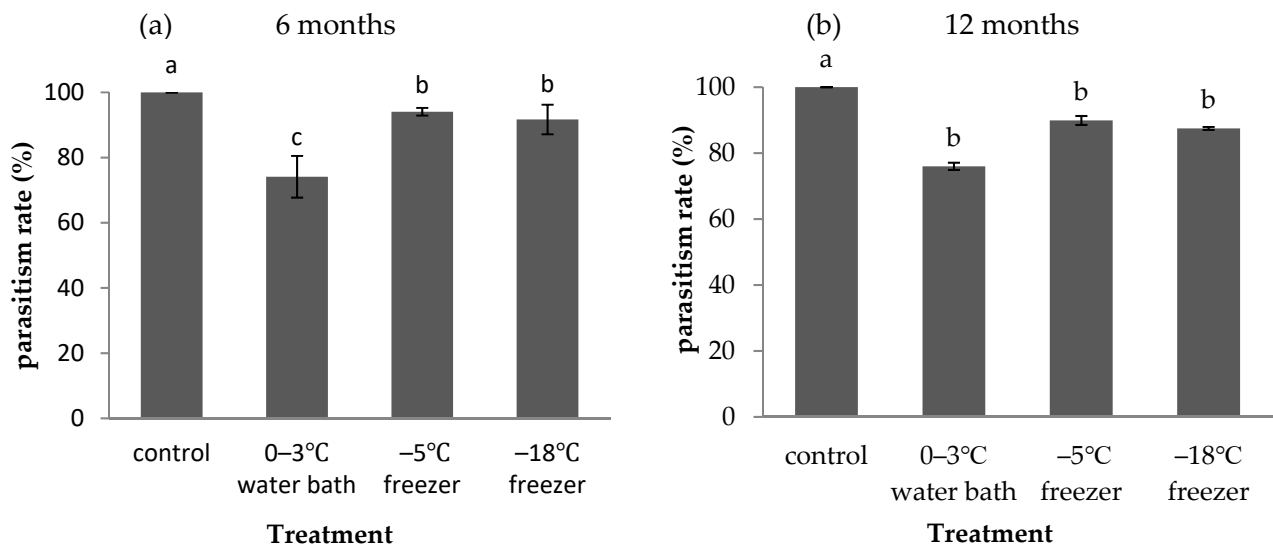 (a) 6 months
a
c
b
b
100
80
60
40
20
0
parasitism rate (%)
control
0–3°C
water bath
–5°C
freezer
–18°C
freezer
Treatment
(b) 12 months
a
b
b
b
100
80
60
40
20
0
parasitism rate (%)
control
0–3°C
water bath
–5°C
freezer
–18°C
freezer
Treatment